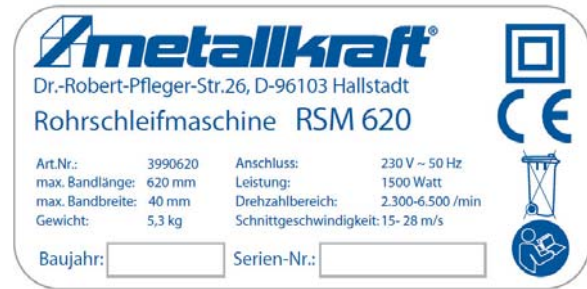 metallkraft®
Dr.-Robert-Pfleger-Str.26, D-96103 Hallstadt
Rohrschleifmaschine RSM 620
Art.Nr.: 3990620 Anschluss: 230 V ~ 50 Hz
max. Bandlänge: 620 mm Leistung: 1500 Watt
max. Bandbreite: 40 mm Drehzahlbereich: 2.300-6.500 /min
Gewicht: 5,3 kg Schnittgeschwindigkeit: 15- 28 m/s
Baujahr: Serien-Nr.:
CE